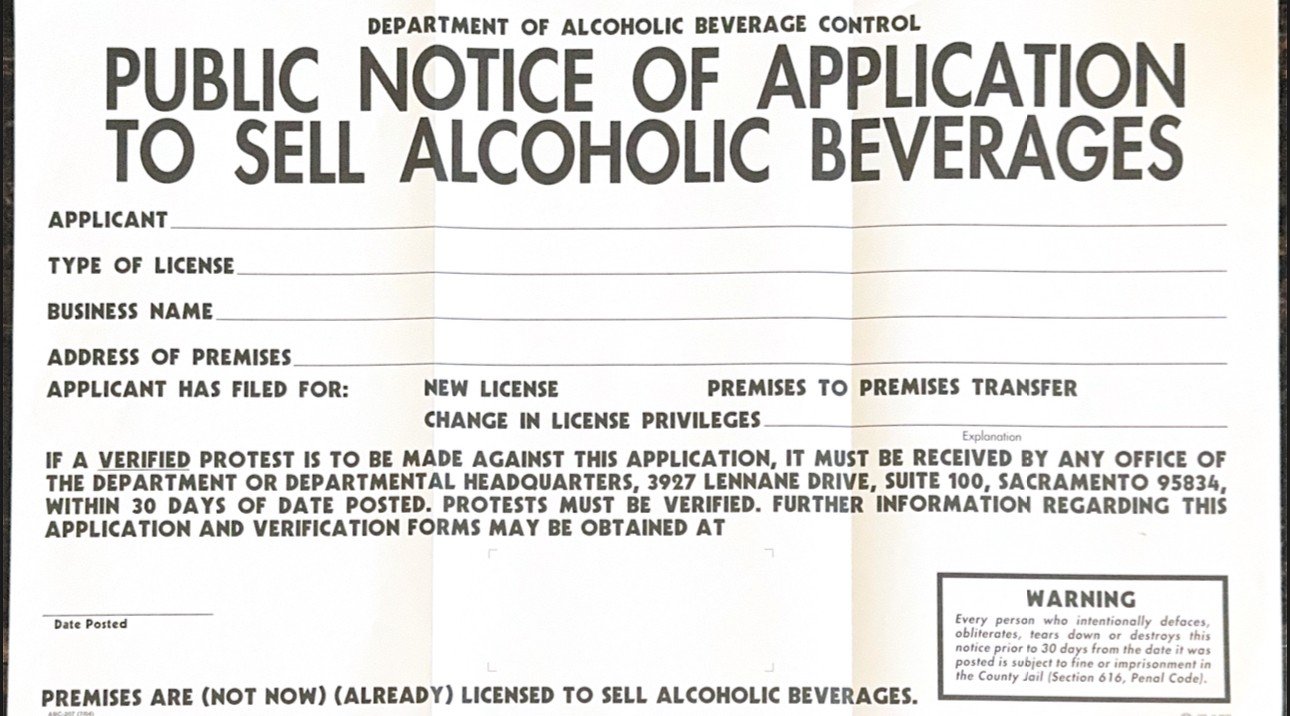 DEPARTMENT OF ALCOHOLIC BEVERAGE CONTROL
PUBLIC NOTICE OF APPLICATION
TO SELL ALCOHOLIC BEVERAGES
APPLICANT
TYPE OF LICENSE
BUSINESS NAME
ADDRESS OF PREMISES
APPLICANT HAS FILED FOR: NEW LICENSE PREMISES TO PREMISES TRANSFER
CHANGE IN LICENSE PRIVILEGES
Explanation
IF A VERIFIED PROTEST IS TO BE MADE AGAINST THIS APPLICATION, IT MUST BE RECEIVED BY ANY OFFICE OF
THE DEPARTMENT OR DEPARTMENTAL HEADQUARTERS, 3927 LENNANE DRIVE, SUITE 100, SACRAMENTO 95834,
WITHIN 30 DAYS OF DATE POSTED. PROTESTS MUST BE VERIFIED. FURTHER INFORMATION REGARDING THIS
APPLICATION AND VERIFICATION FORMS MAY BE OBTAINED AT
Date Posted
WARNING
Every person who intentionally defaces,
obliterates, tears down or destroys this
notice prior to 30 days from the date it was
posted is subject to fine or imprisonment in
the County Jail (Section 616, Penal Code).
PREMISES ARE (NOT NOW) (ALREADY) LICENSED TO SELL ALCOHOLIC BEVERAGES.